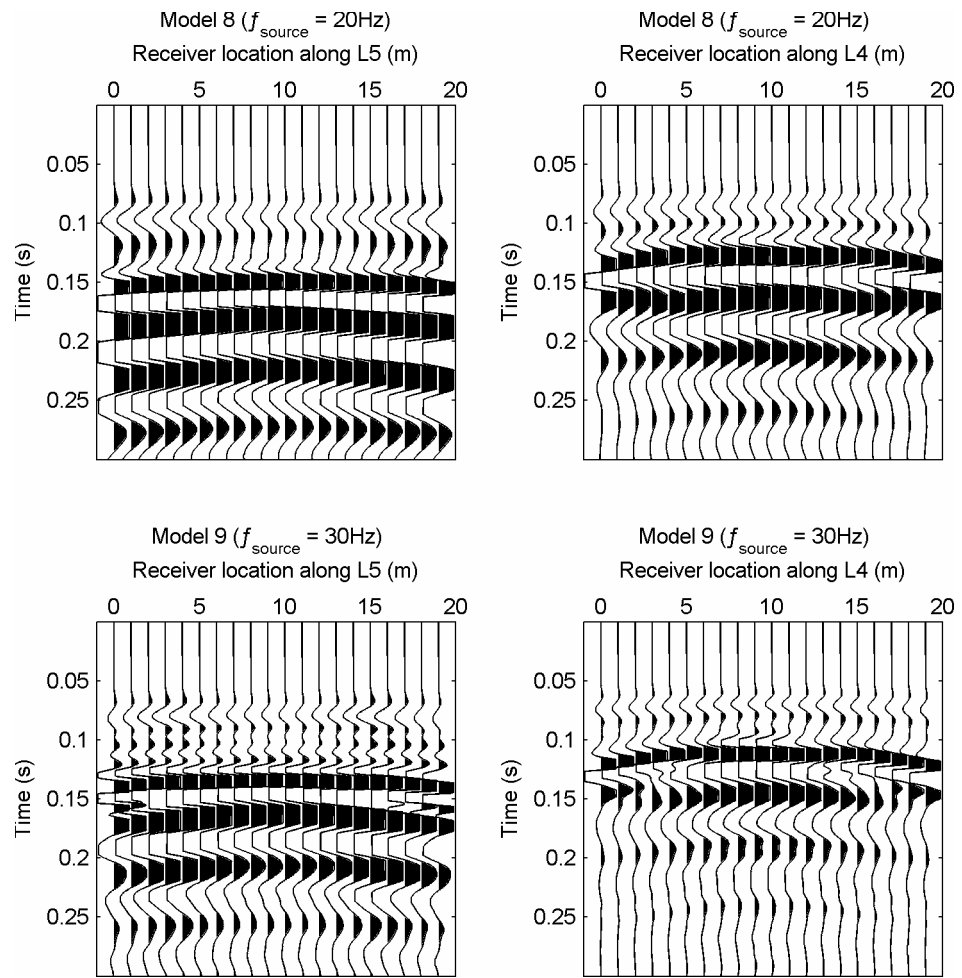 Model 8 (f source = 20Hz)
Receiver location along L5 (m)
0 5 10 15 20
0.05
0.1
0.15
0.2
0.25
Time (s)
Model 8 (f source = 20Hz)
Receiver location along L4 (m)
0 5 10 15 20
0.05
0.1
0.15
0.2
0.25
Time (s)
Model 9 (f source = 30Hz)
Receiver location along L5 (m)
0 5 10 15 20
0.05
0.1
0.15
0.2
0.25
Time (s)
Model 9 (f source = 30Hz)
Receiver location along L4 (m)
0 5 10 15 20
0.05
0.1
0.15
0.2
0.25
Time (s)